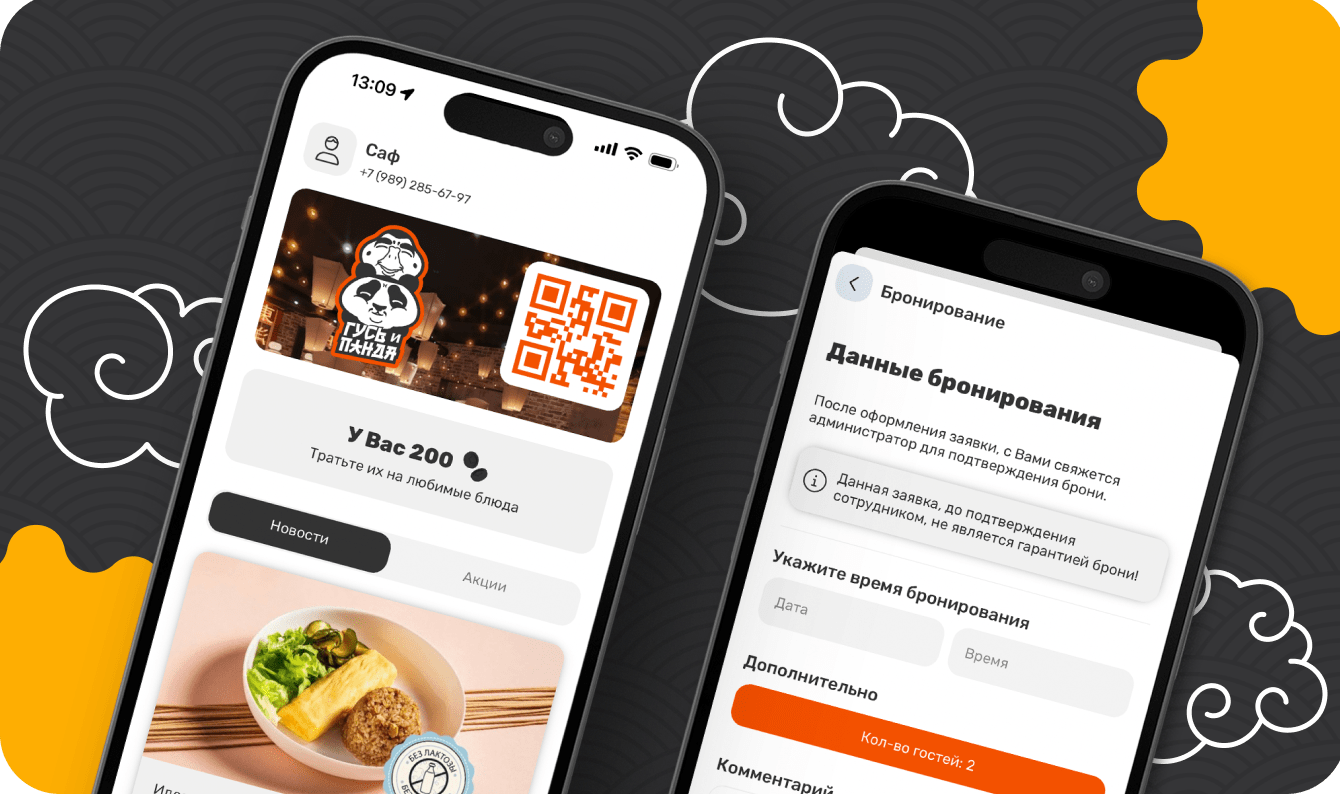 13:09
Саф
+7 (989) 285-67-97
ГУСЬ И
ПАНДА
У Вас 200
Тратьте их на любимые блюда
Новости
Акции
БЕЗ ЛАКТОЗЫ
Бронирование
Данные бронирования
После оформления заявки, с Вами свяжется
администратор для подтверждения брони.
Данная заявка, до подтверждения
сотрудником, не является гарантией брони!
Укажите время бронирования
Дата
Время
Дополнительно
Кол-во гостей: 2
Комментарий